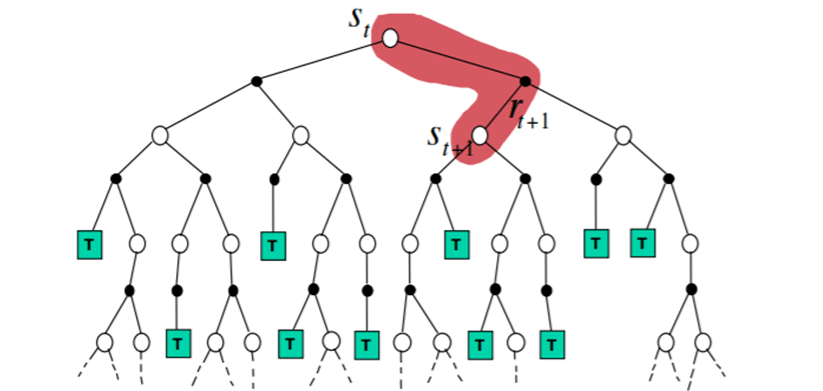 s_t
r_{t+1}
s_{t+1}
T T T T
T T T T T
T